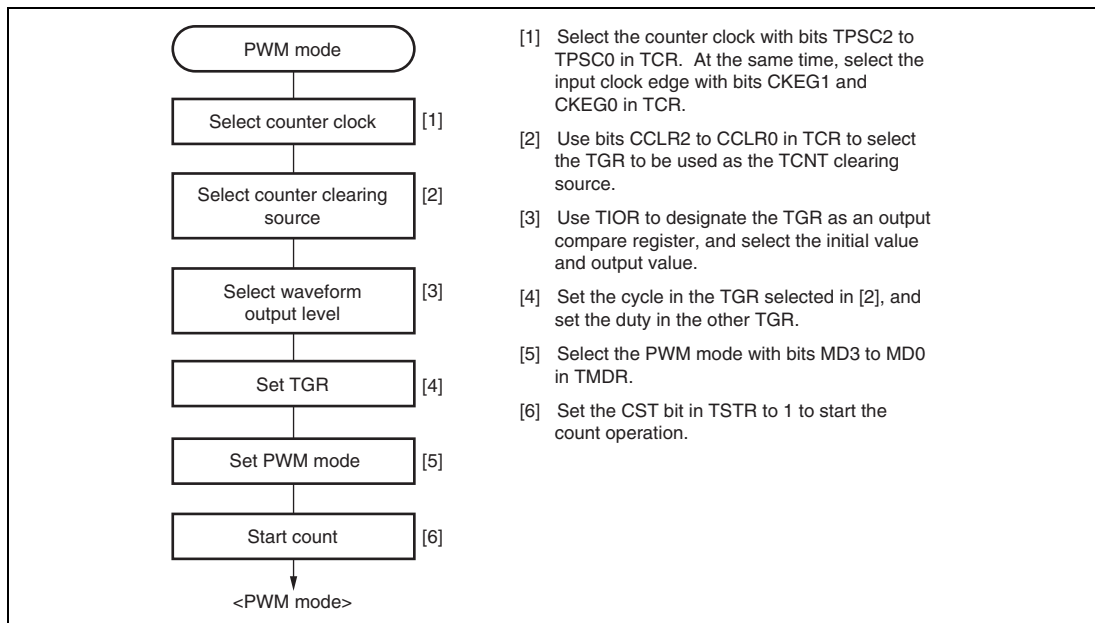 PWM mode
Select counter clock [1]
Select counter clearing
source
[2]
Select waveform
output level
[3]
Set TGR [4]
Set PWM mode [5]
Start count [6]
<PWM mode>
[1] Select the counter clock with bits TPSC2 to
TPSC0 in TCR. At the same time, select the
input clock edge with bits CKEG1 and
CKEG0 in TCR.
[2] Use bits CCLR2 to CCLR0 in TCR to select
the TGR to be used as the TCNT clearing
source.
[3] Use TIOR to designate the TGR as an output
compare register, and select the initial value
and output value.
[4] Set the cycle in the TGR selected in [2], and
set the duty in the other TGR.
[5] Select the PWM mode with bits MD3 to MD0
in TMDR.
[6] Set the CST bit in TSTR to 1 to start the
count operation.